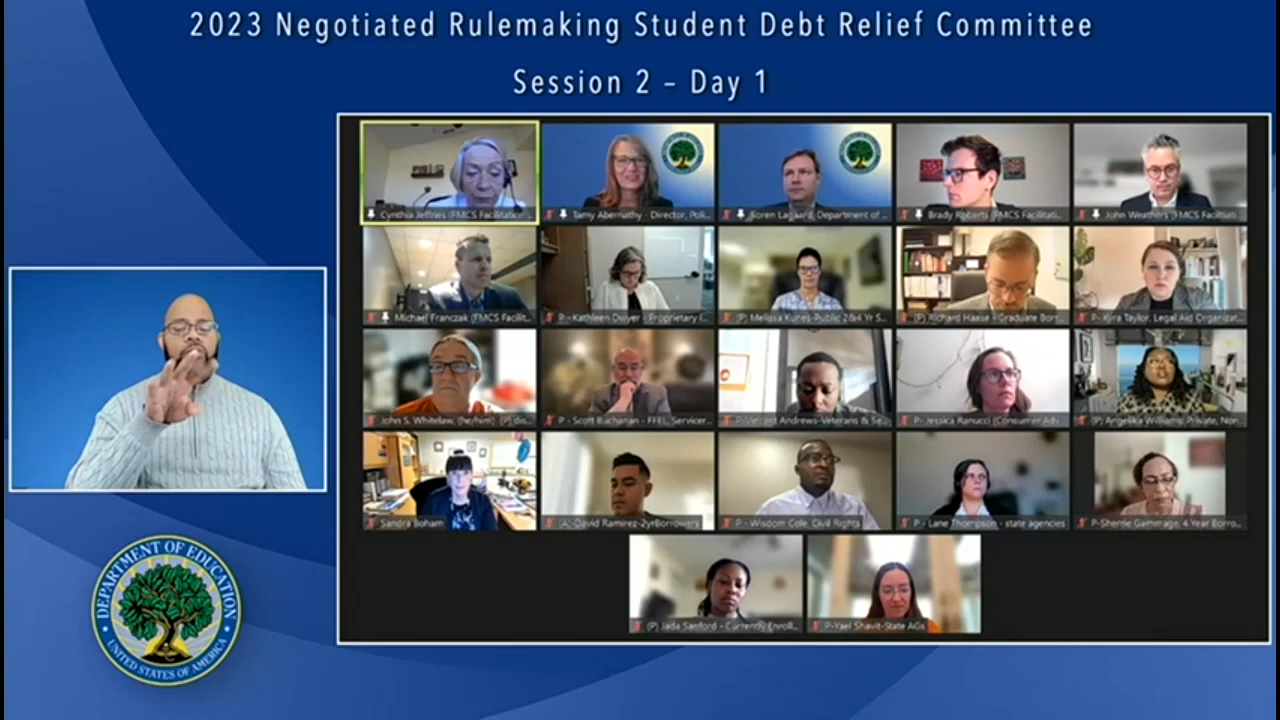 2023 Negotiated Rulemaking Student Debt Relief Committee
Session 2 – Day 1
Cynthia Jeffries (FMCS Facilitation...
Tamy Abernathy - Director, Poli...
Soren Lagaard, Department of ...
Brady Roberts (FMCS Facilitati...
John Weathers (FMCS Facilitati...
Michael Franczak (FMCS Facilit...
P - Kathleen Dwyer - Proprietary I...
(P) Melissa Kunes-Public 2&4 Yr S...
(P) Richard Haase - Graduate Borr...
P- Kyra Taylor, Legal Aid Organizat...
John S. Whitelaw, (he/him) (P) dis...
P - Scott Buchanan - FFEL, Servicer...
P-Vincent Andrews-Veterans & Se...
P- Jessica Ranucci (Consumer Adv...
(P) Angelika Williams, Private, Non...
Sandra Boham
(A)-David Ramirez-2yrBorrowers
P - Wisdom Cole, Civil Rights
P - Lane Thompson - state agencies
P-Sherrie Gammage, 4 Year Borro...
(P) Jada Sanford - Currently Enroll...
P-Yael Shavit-State AGs
DEPARTMENT OF EDUCATION
UNITED STATES OF AMERICA